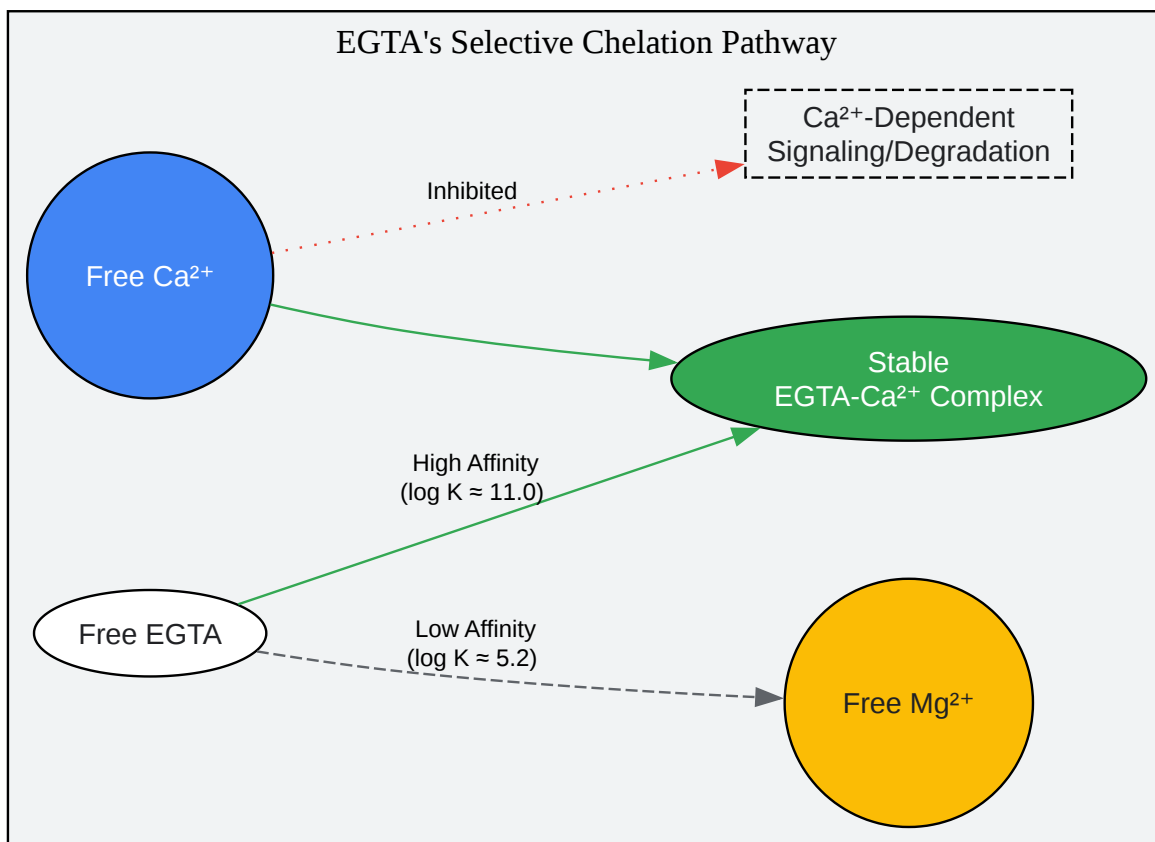 EGTA's Selective Chelation Pathway
Ca²⁺-Dependent
Signaling/Degradation
Inhibited
Free Ca²⁺
Stable
EGTA-Ca²⁺ Complex
High Affinity
(log K ≈ 11.0)
Free EGTA
Low Affinity
(log K ≈ 5.2)
Free Mg²⁺